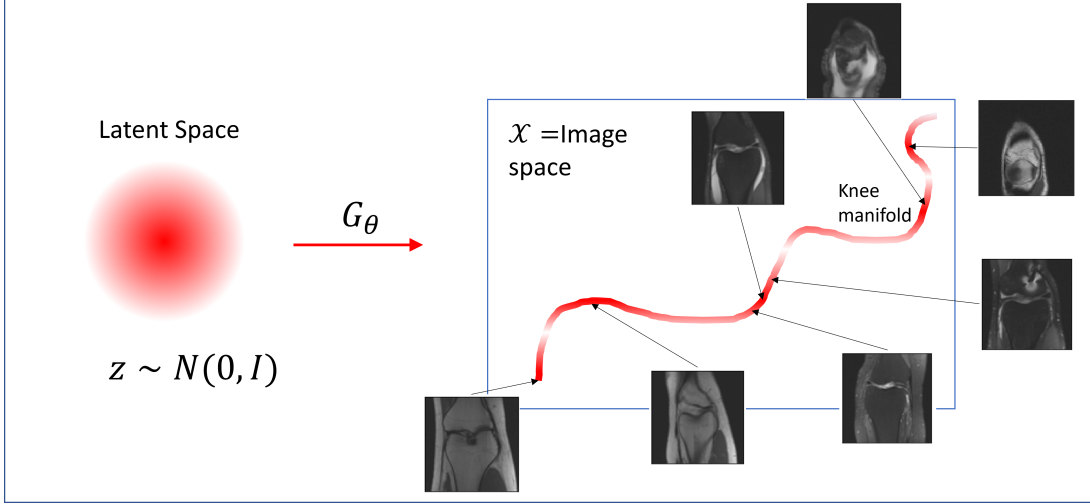 Latent Space
G_θ
z ~ N(0, I)
𝒳 =Image
space
Knee
manifold